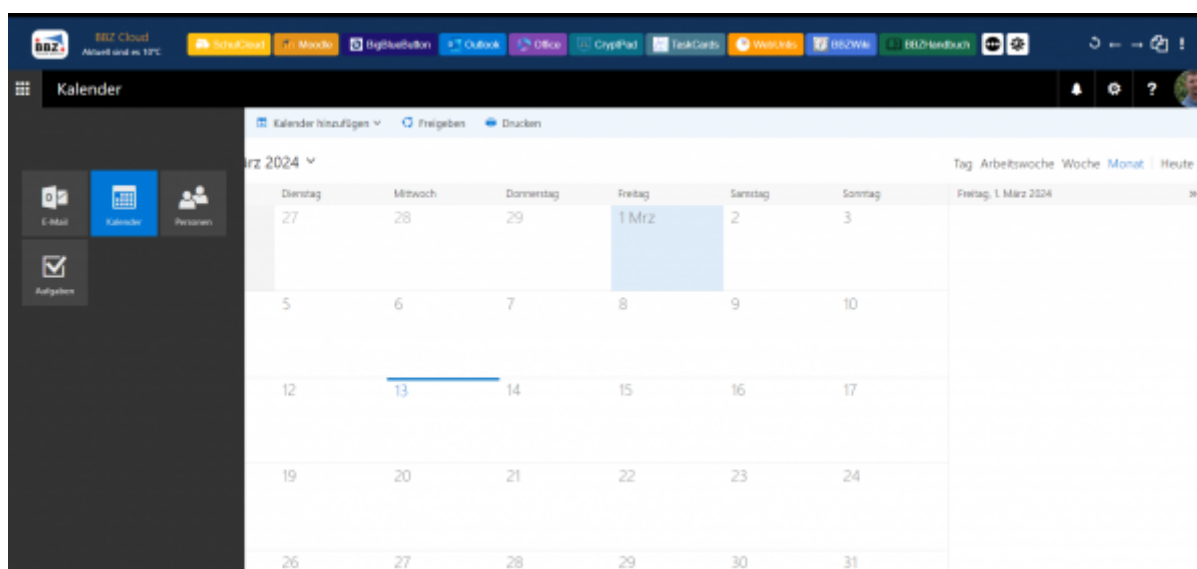 BBZ.
BBZ Cloud
Aktuell sind es 10°C
SchulCloud Moodle BigBlueButton Outlook Office CryptPad TaskCards WebUntis BBZWiki BBZHandbuch
Kalender
?
Kalender hinzufügen Freigeben Drucken
rz 2024
Tag Arbeitswoche Woche Monat Heute
E-Mail Kalender Personen
Aufgaben
Dienstag Mittwoch Donnerstag Freitag Samstag Sonntag Freitag, 1. März 2024
27 28 29 1 Mrz 2 3
5 6 7 8 9 10
12 13 14 15 16 17
19 20 21 22 23 24
26 27 28 29 30 31